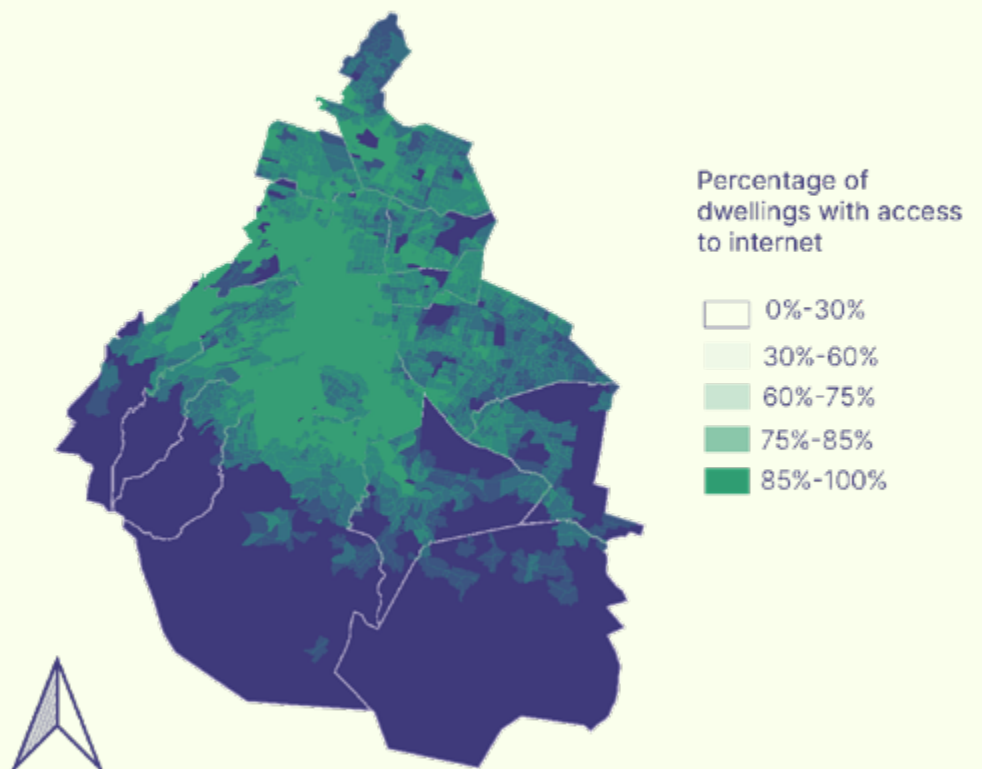 Percentage of
dwellings with access
to internet
0%-30%
30%-60%
60%-75%
75%-85%
85%-100%